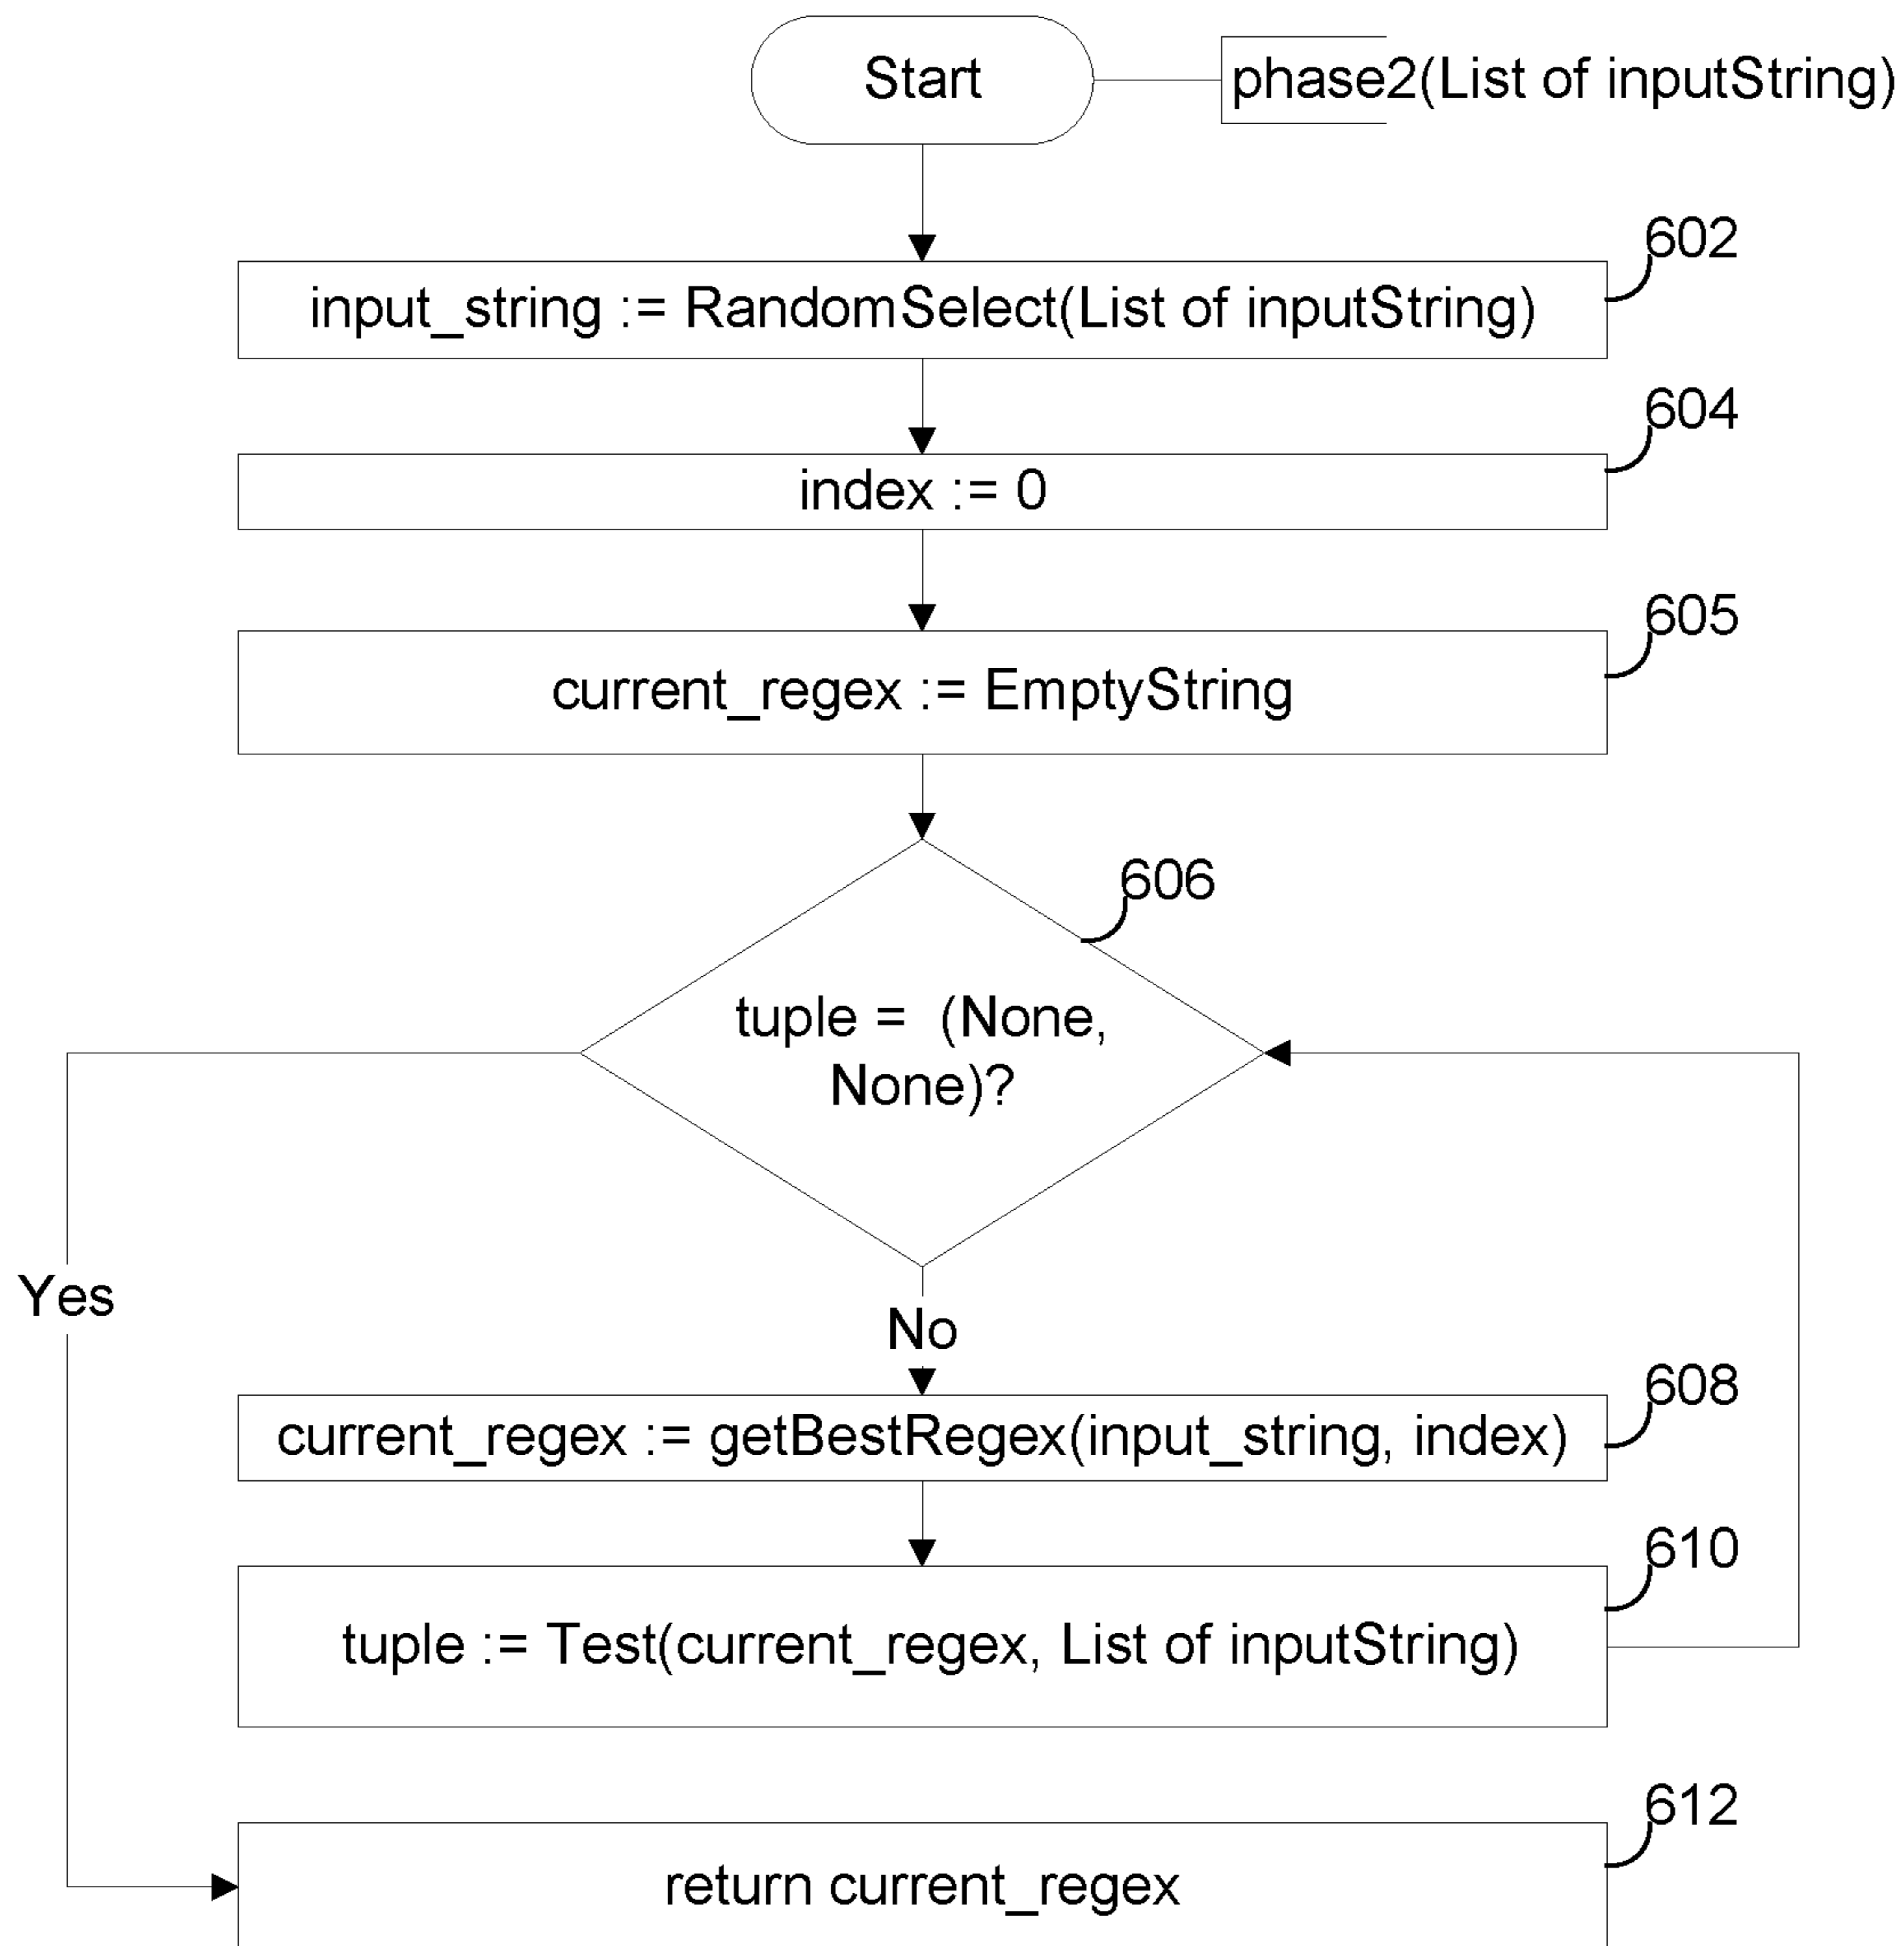 Start
phase2(List of inputString)
602
input_string := RandomSelect(List of inputString)
604
index := 0
605
current_regex := EmptyString
606
tuple =  (None,
None)?
Yes
No
608
current_regex := getBestRegex(input_string, index)
610
tuple := Test(current_regex, List of inputString)
612
return current_regex